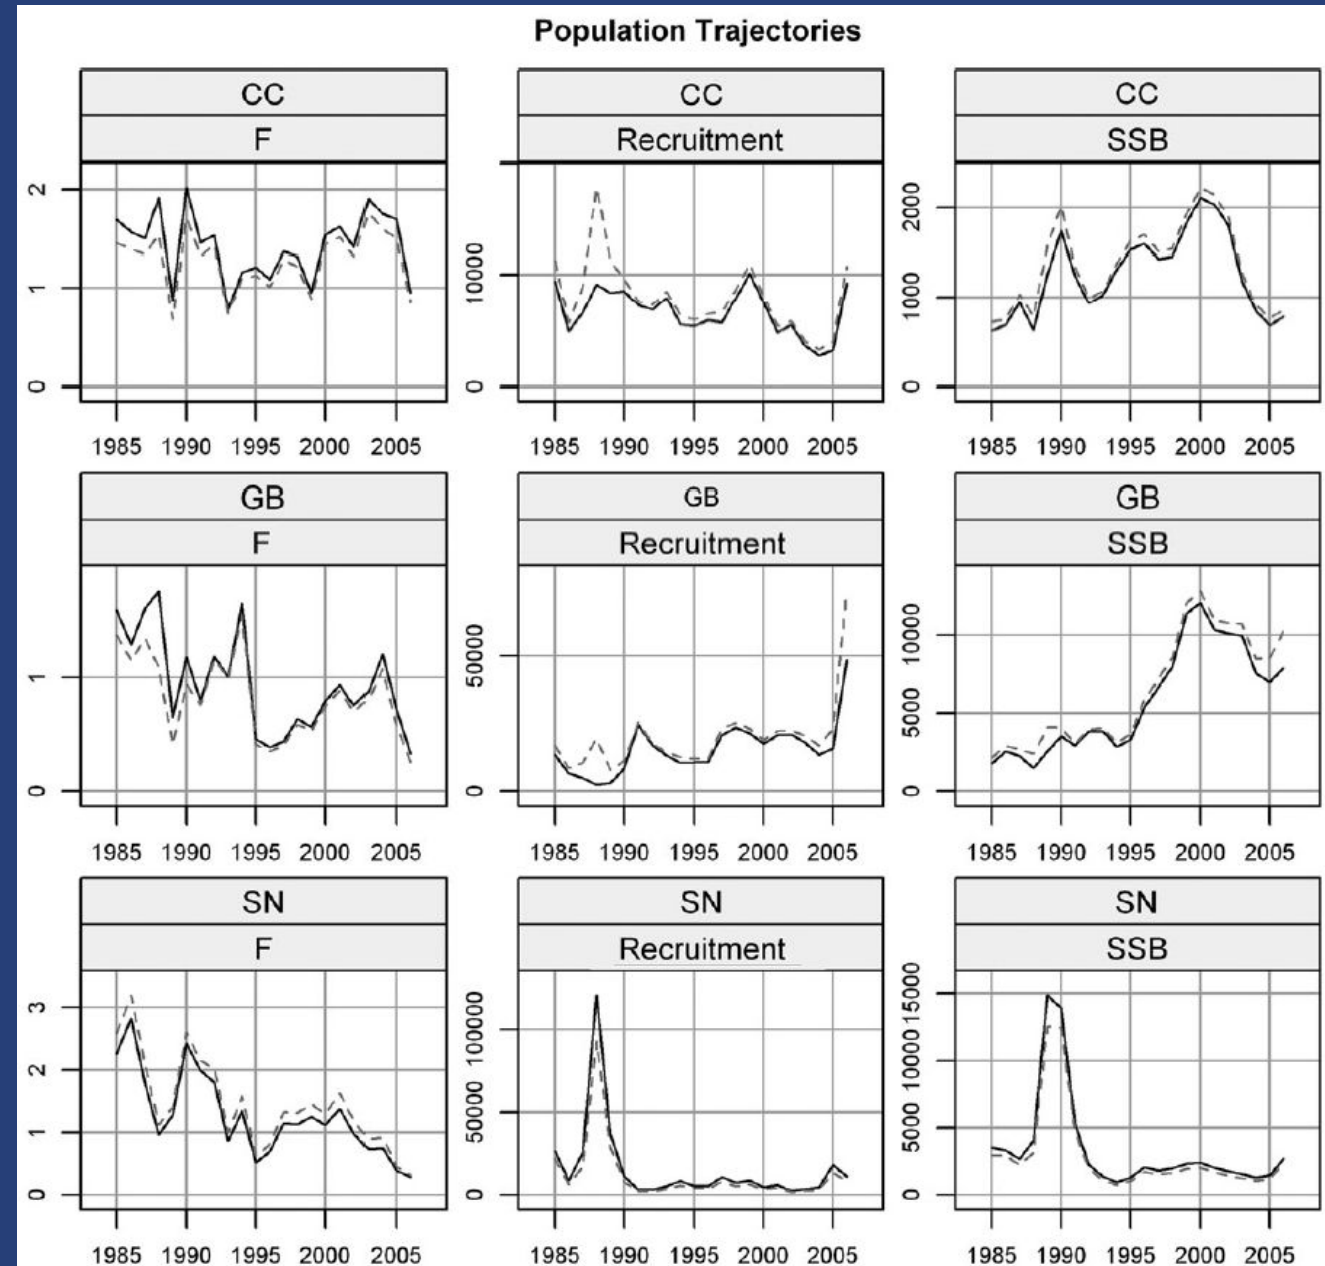 Population Trajectories
CC CC CC
F Recruitment SSB
0 1 2
0 10000
0 1000 2000
1985 1990 1995 2000 2005 1985 1990 1995 2000 2005 1985 1990 1995 2000 2005
GB GB GB
F Recruitment SSB
0 1
0 50000
0 5000 10000
1985 1990 1995 2000 2005 1985 1990 1995 2000 2005 1985 1990 1995 2000 2005
SN SN SN
F Recruitment SSB
0 1 2 3
0 50000 100000
0 5000 10000 15000
1985 1990 1995 2000 2005 1985 1990 1995 2000 2005 1985 1990 1995 2000 2005